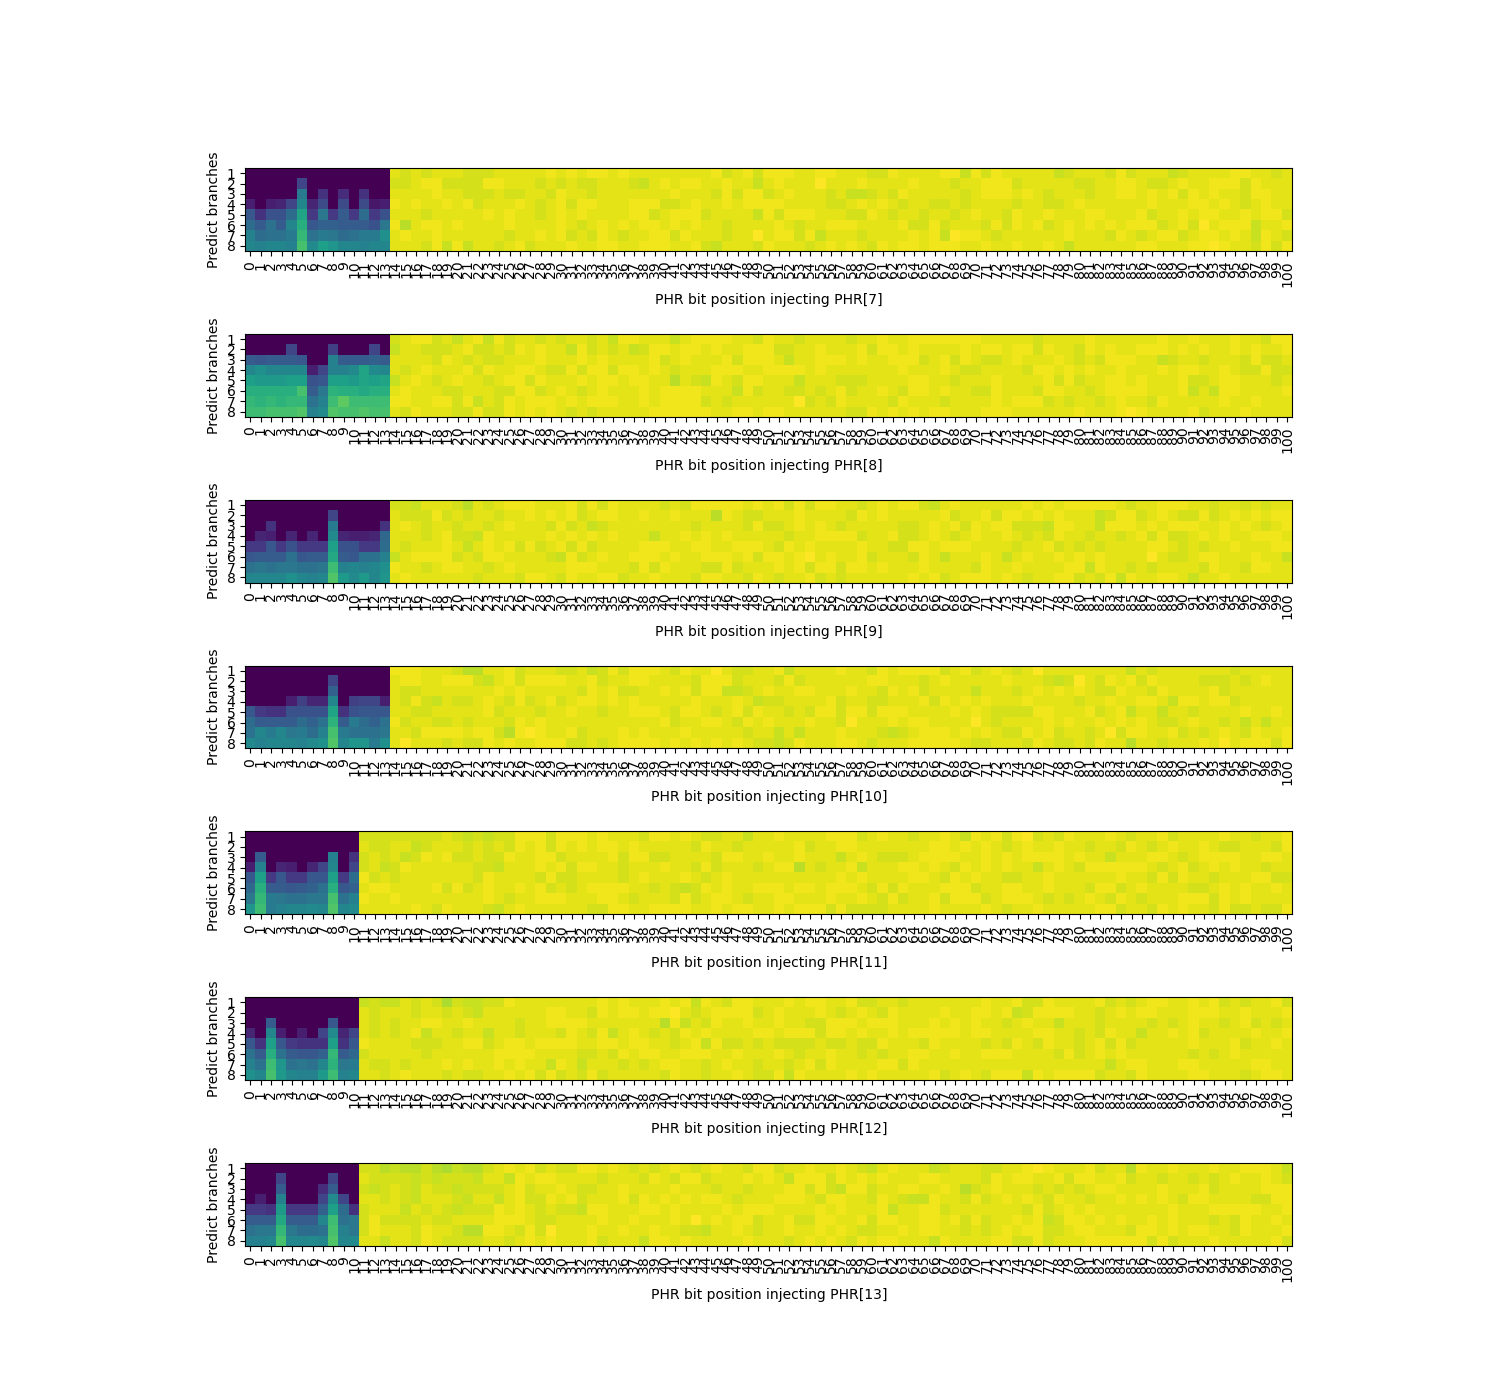 Predict branches
1
2
3
4
5
6
7
8
0 1 2 3 4 5 6 7 8 9 10 11 12 13 14 15 16 17 18 19 20 21 22 23 24 25 26 27 28 29 30 31 32 33 34 35 36 37 38 39 40 41 42 43 44 45 46 47 48 49 50 51 52 53 54 55 56 57 58 59 60 61 62 63 64 65 66 67 68 69 70 71 72 73 74 75 76 77 78 79 80 81 82 83 84 85 86 87 88 89 90 91 92 93 94 95 96 97 98 99 100
PHR bit position injecting PHR[7]
Predict branches
1
2
3
4
5
6
7
8
0 1 2 3 4 5 6 7 8 9 10 11 12 13 14 15 16 17 18 19 20 21 22 23 24 25 26 27 28 29 30 31 32 33 34 35 36 37 38 39 40 41 42 43 44 45 46 47 48 49 50 51 52 53 54 55 56 57 58 59 60 61 62 63 64 65 66 67 68 69 70 71 72 73 74 75 76 77 78 79 80 81 82 83 84 85 86 87 88 89 90 91 92 93 94 95 96 97 98 99 100
PHR bit position injecting PHR[8]
Predict branches
1
2
3
4
5
6
7
8
0 1 2 3 4 5 6 7 8 9 10 11 12 13 14 15 16 17 18 19 20 21 22 23 24 25 26 27 28 29 30 31 32 33 34 35 36 37 38 39 40 41 42 43 44 45 46 47 48 49 50 51 52 53 54 55 56 57 58 59 60 61 62 63 64 65 66 67 68 69 70 71 72 73 74 75 76 77 78 79 80 81 82 83 84 85 86 87 88 89 90 91 92 93 94 95 96 97 98 99 100
PHR bit position injecting PHR[9]
Predict branches
1
2
3
4
5
6
7
8
0 1 2 3 4 5 6 7 8 9 10 11 12 13 14 15 16 17 18 19 20 21 22 23 24 25 26 27 28 29 30 31 32 33 34 35 36 37 38 39 40 41 42 43 44 45 46 47 48 49 50 51 52 53 54 55 56 57 58 59 60 61 62 63 64 65 66 67 68 69 70 71 72 73 74 75 76 77 78 79 80 81 82 83 84 85 86 87 88 89 90 91 92 93 94 95 96 97 98 99 100
PHR bit position injecting PHR[10]
Predict branches
1
2
3
4
5
6
7
8
0 1 2 3 4 5 6 7 8 9 10 11 12 13 14 15 16 17 18 19 20 21 22 23 24 25 26 27 28 29 30 31 32 33 34 35 36 37 38 39 40 41 42 43 44 45 46 47 48 49 50 51 52 53 54 55 56 57 58 59 60 61 62 63 64 65 66 67 68 69 70 71 72 73 74 75 76 77 78 79 80 81 82 83 84 85 86 87 88 89 90 91 92 93 94 95 96 97 98 99 100
PHR bit position injecting PHR[11]
Predict branches
1
2
3
4
5
6
7
8
0 1 2 3 4 5 6 7 8 9 10 11 12 13 14 15 16 17 18 19 20 21 22 23 24 25 26 27 28 29 30 31 32 33 34 35 36 37 38 39 40 41 42 43 44 45 46 47 48 49 50 51 52 53 54 55 56 57 58 59 60 61 62 63 64 65 66 67 68 69 70 71 72 73 74 75 76 77 78 79 80 81 82 83 84 85 86 87 88 89 90 91 92 93 94 95 96 97 98 99 100
PHR bit position injecting PHR[12]
Predict branches
1
2
3
4
5
6
7
8
0 1 2 3 4 5 6 7 8 9 10 11 12 13 14 15 16 17 18 19 20 21 22 23 24 25 26 27 28 29 30 31 32 33 34 35 36 37 38 39 40 41 42 43 44 45 46 47 48 49 50 51 52 53 54 55 56 57 58 59 60 61 62 63 64 65 66 67 68 69 70 71 72 73 74 75 76 77 78 79 80 81 82 83 84 85 86 87 88 89 90 91 92 93 94 95 96 97 98 99 100
PHR bit position injecting PHR[13]